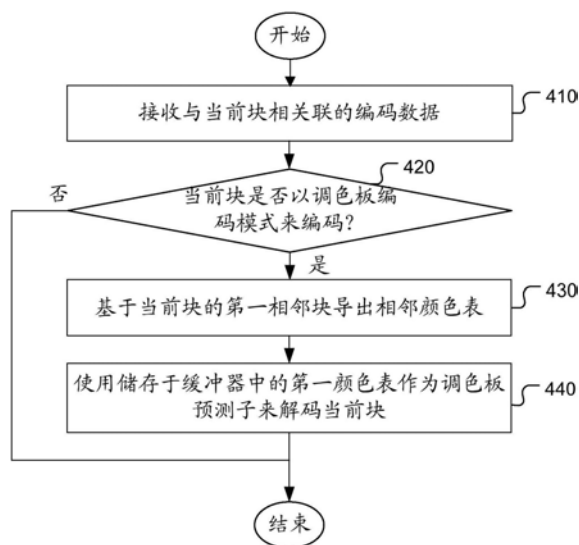 开始
接收与当前块相关联的编码数据
410
420
否
当前块是否以调色板编
码模式来编码?
是
基于当前块的第一相邻块导出相邻颜色表
430
使用储存于缓冲器中的第一颜色表作为调色板
预测子来解码当前块
440
结束